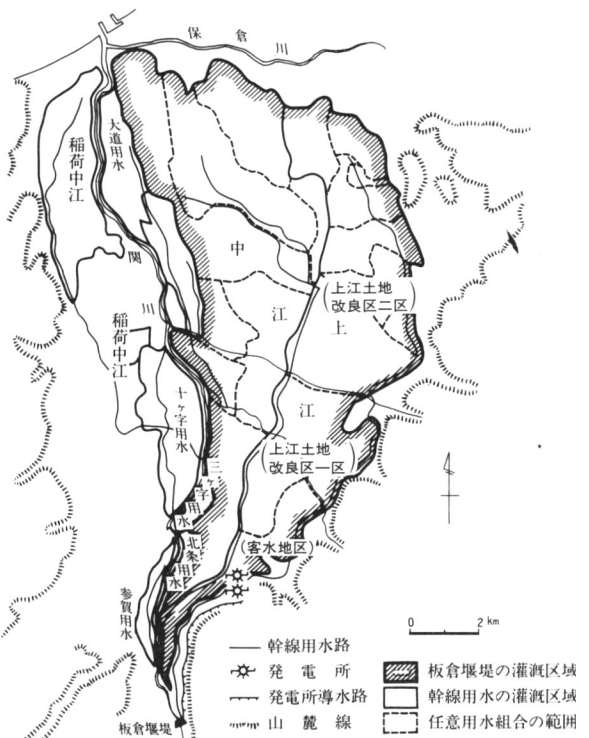 保倉川
大道用水
稲荷中江
関川
中江
上江
(上江土地
改良区二区)
稲荷中江
十ヶ字用水
(上江土地
改良区一区)
三ヶ字用水
北条用水
(客水地区)
参賀用水
板倉堰堤
0 2 km
幹線用水路
発電所
発電所導水路
山麓線
板倉堰堤の灌漑区域
幹線用水の灌漑区域
任意用水組合の範囲